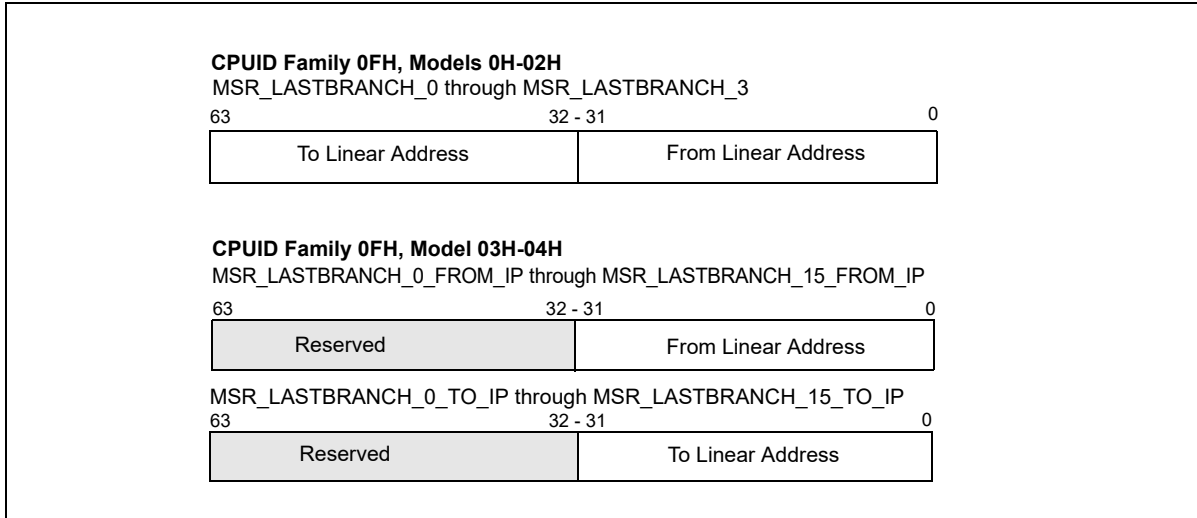 CPUID Family 0FH, Models 0H-02H
MSR_LASTBRANCH_0 through MSR_LASTBRANCH_3
63 32 - 31 0
To Linear Address From Linear Address
CPUID Family 0FH, Model 03H-04H
MSR_LASTBRANCH_0_FROM_IP through MSR_LASTBRANCH_15_FROM_IP
63 32 - 31 0
Reserved From Linear Address
MSR_LASTBRANCH_0_TO_IP through MSR_LASTBRANCH_15_TO_IP
63 32 - 31 0
Reserved To Linear Address